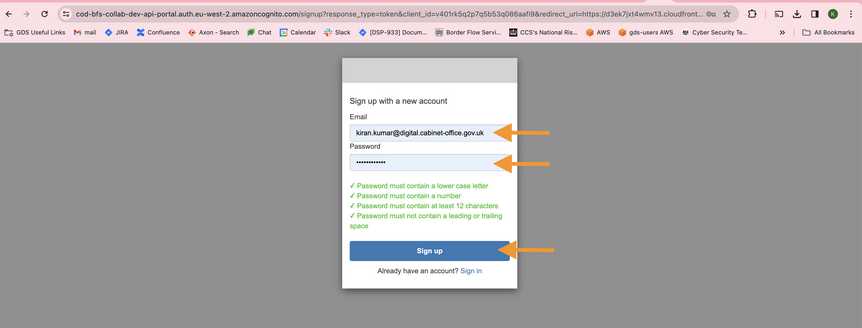 cod-bfs-collab-dev-api-portal.auth.eu-west-2.amazoncognito.com/signup?response_type=token&client_id=v401rk5q2p7q5b53q086aafi9&redirect_uri=https://d3ek7jxt4wmv13.cloudfront...
GDS Useful Links mail JIRA Confluence Axon - Search Chat Calendar Slack [DSP-933] Docum... Border Flow Servi... CCS's National Ris... AWS gds-users AWS Cyber Security Te... » All Bookmarks
Sign up with a new account
Email
kiran.kumar@digital.cabinet-office.gov.uk
Password
••••••••••••
✓ Password must contain a lower case letter
✓ Password must contain a number
✓ Password must contain at least 12 characters
✓ Password must not contain a leading or trailing
space
Sign up
Already have an account? Sign in